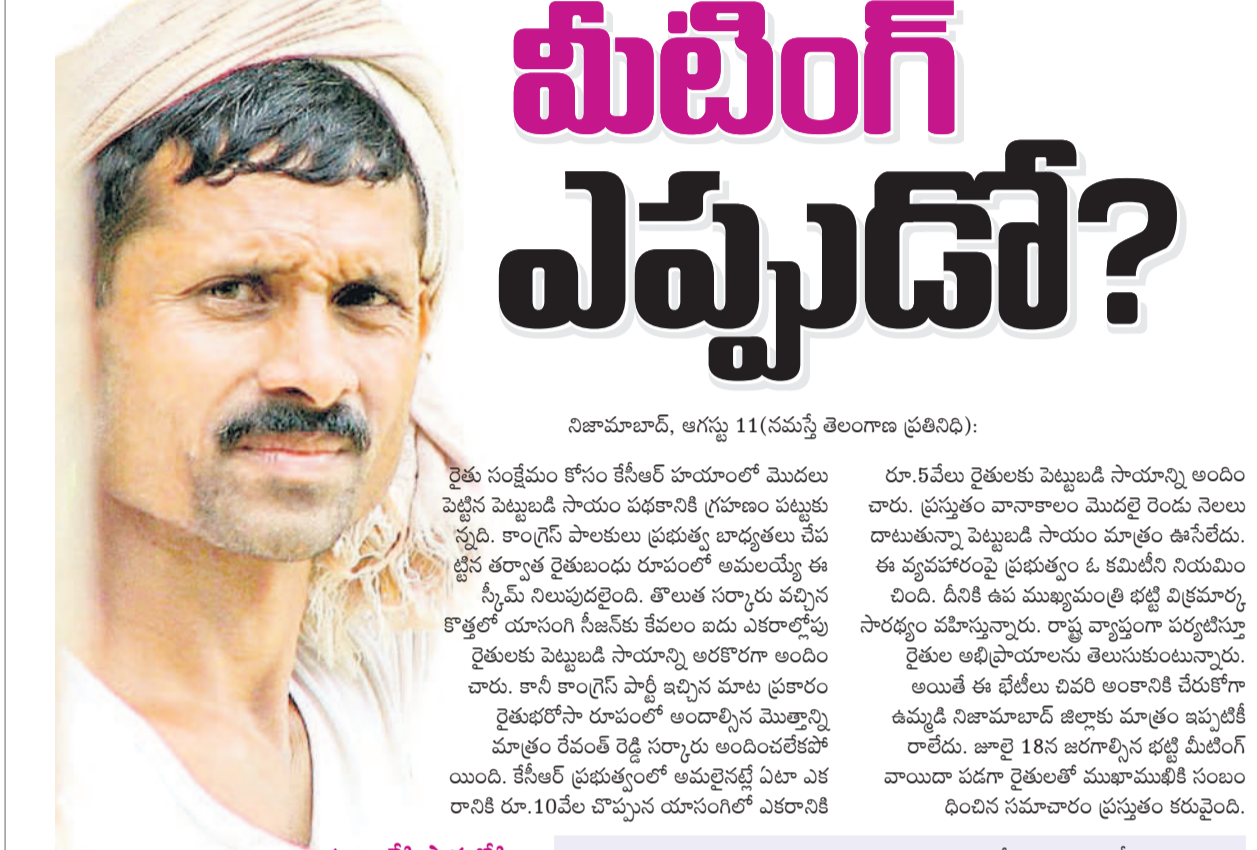 మీటింగ్
ఎప్పుడో?
నిజామాబాద్, ఆగస్టు 11(నమస్తే తెలంగాణ ప్రతినిధి):
రైతు సంక్షేమం కోసం కేసీఆర్ హయాంలో మొదలు
పెట్టిన పెట్టుబడి సాయం పథకానికి గ్రహణం పట్టుకు
న్నది. కాంగ్రెస్ పాలకులు ప్రభుత్వ బాధ్యతలు చేప
ట్టిన తర్వాత రైతుబంధు రూపంలో అమలయ్యే ఈ
స్కీమ్ నిలుపుదలైంది. తొలుత సర్కారు వచ్చిన
కొత్తలో యాసంగి సీజన్‌కు కేవలం ఐదు ఎకరాల్లోపు
రైతులకు పెట్టుబడి సాయాన్ని అరకొరగా అందిం
చారు. కానీ కాంగ్రెస్ పార్టీ ఇచ్చిన మాట ప్రకారం
రైతుభరోసా రూపంలో అందాల్సిన మొత్తాన్ని
మాత్రం రేవంత్ రెడ్డి సర్కారు అందించలేకపో
యింది. కేసీఆర్ ప్రభుత్వంలో అమలైనట్లే ఏటా ఎక
రానికి రూ.10వేల చొప్పున యాసంగిలో ఎకరానికి
రూ.5వేలు రైతులకు పెట్టుబడి సాయాన్ని అందిం
చారు. ప్రస్తుతం వానాకాలం మొదలై రెండు నెలలు
దాటుతున్నా పెట్టుబడి సాయం మాత్రం ఊసేలేదు.
ఈ వ్యవహారంపై ప్రభుత్వం ఓ కమిటీని నియమిం
చింది. దీనికి ఉప ముఖ్యమంత్రి భట్టి విక్రమార్క
సారథ్యం వహిస్తున్నారు. రాష్ట్ర వ్యాప్తంగా పర్యటిస్తూ
రైతుల అభిప్రాయాలను తెలుసుకుంటున్నారు.
అయితే ఈ భేటీలు చివరి అంకానికి చేరుకోగా
ఉమ్మడి నిజామాబాద్ జిల్లాకు మాత్రం ఇప్పటికీ
రాలేదు. జూలై 18న జరగాల్సిన భట్టి మీటింగ్
వాయిదా పడగా రైతులతో ముఖాముఖికి సంబం
ధించిన సమాచారం ప్రస్తుతం కరువైంది.